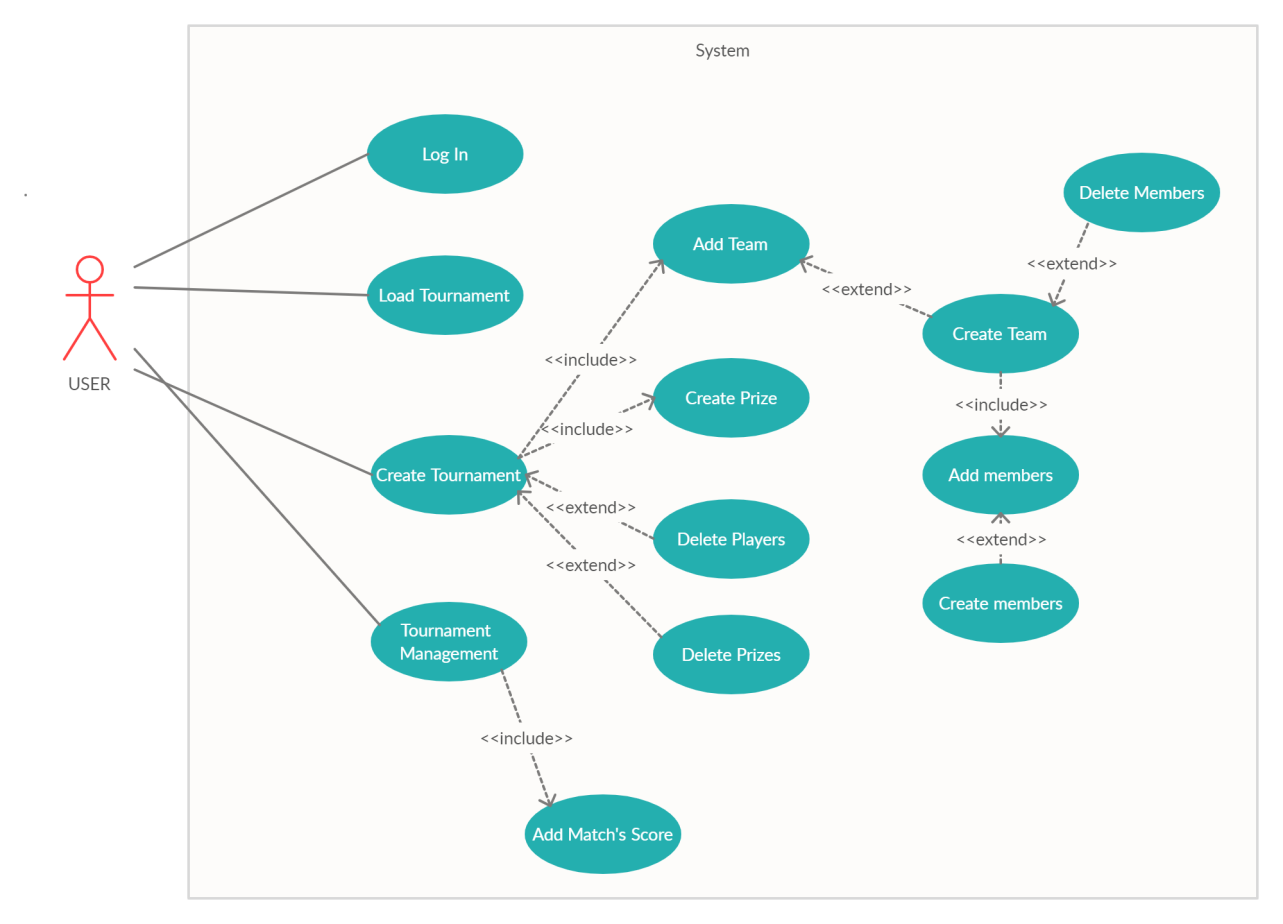 System
Log In
Delete Members
Add Team
<<extend>>
<<extend>>
Load Tournament
Create Team
<<include>>
USER
Create Prize
<<include>>
<<include>>
Create Tournament
Add members
<<extend>>
Delete Players
<<extend>>
<<extend>>
Create members
Tournament
Management
Delete Prizes
<<include>>
Add Match's Score